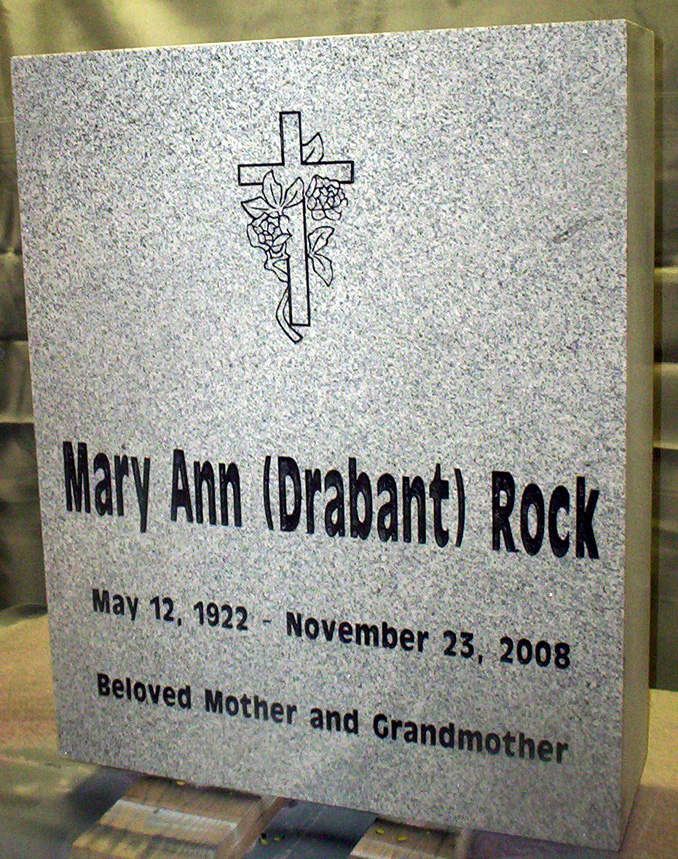 Mary Ann (Drabant) Rock
May 12, 1922 - November 23, 2008
Beloved Mother and Grandmother